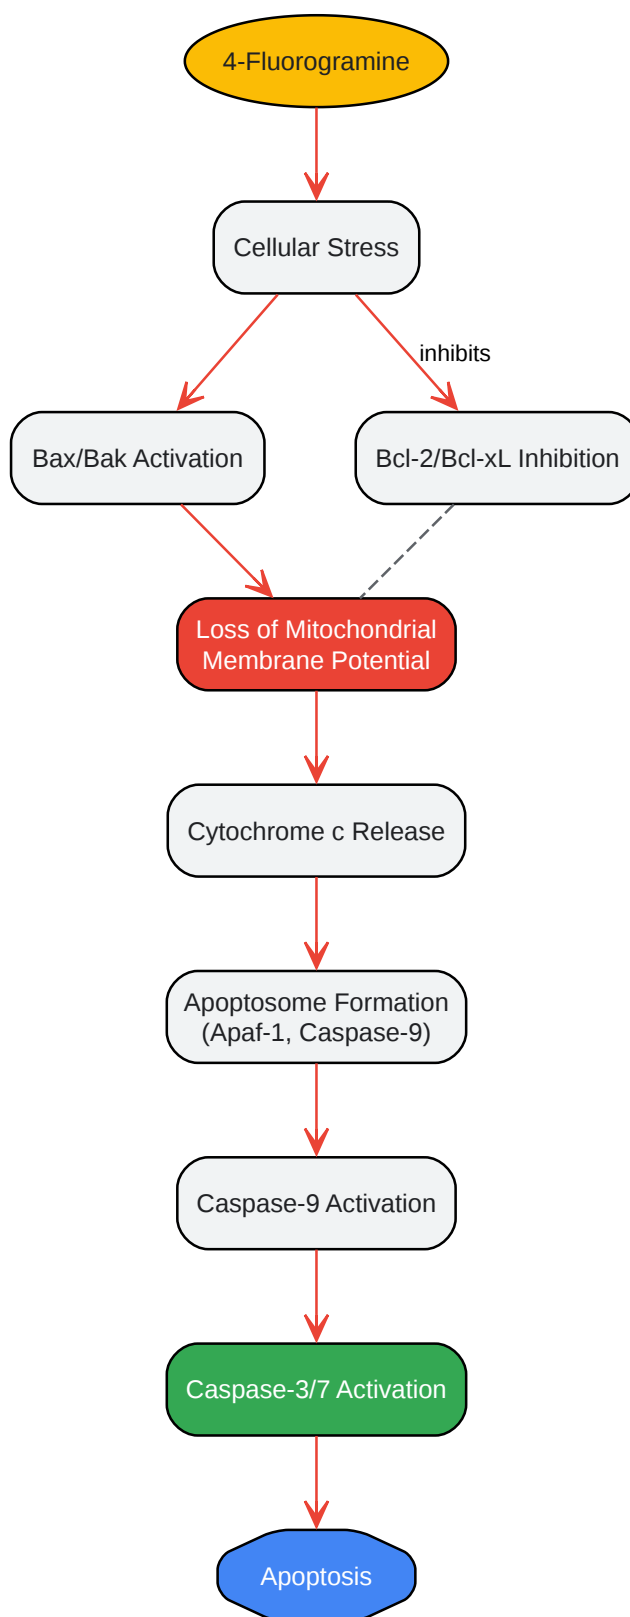 4-Fluorogramine
Cellular Stress
inhibits
Bax/Bak Activation
Bcl-2/Bcl-xL Inhibition
Loss of Mitochondrial
Membrane Potential
Cytochrome c Release
Apoptosome Formation
(Apaf-1, Caspase-9)
Caspase-9 Activation
Caspase-3/7 Activation
Apoptosis